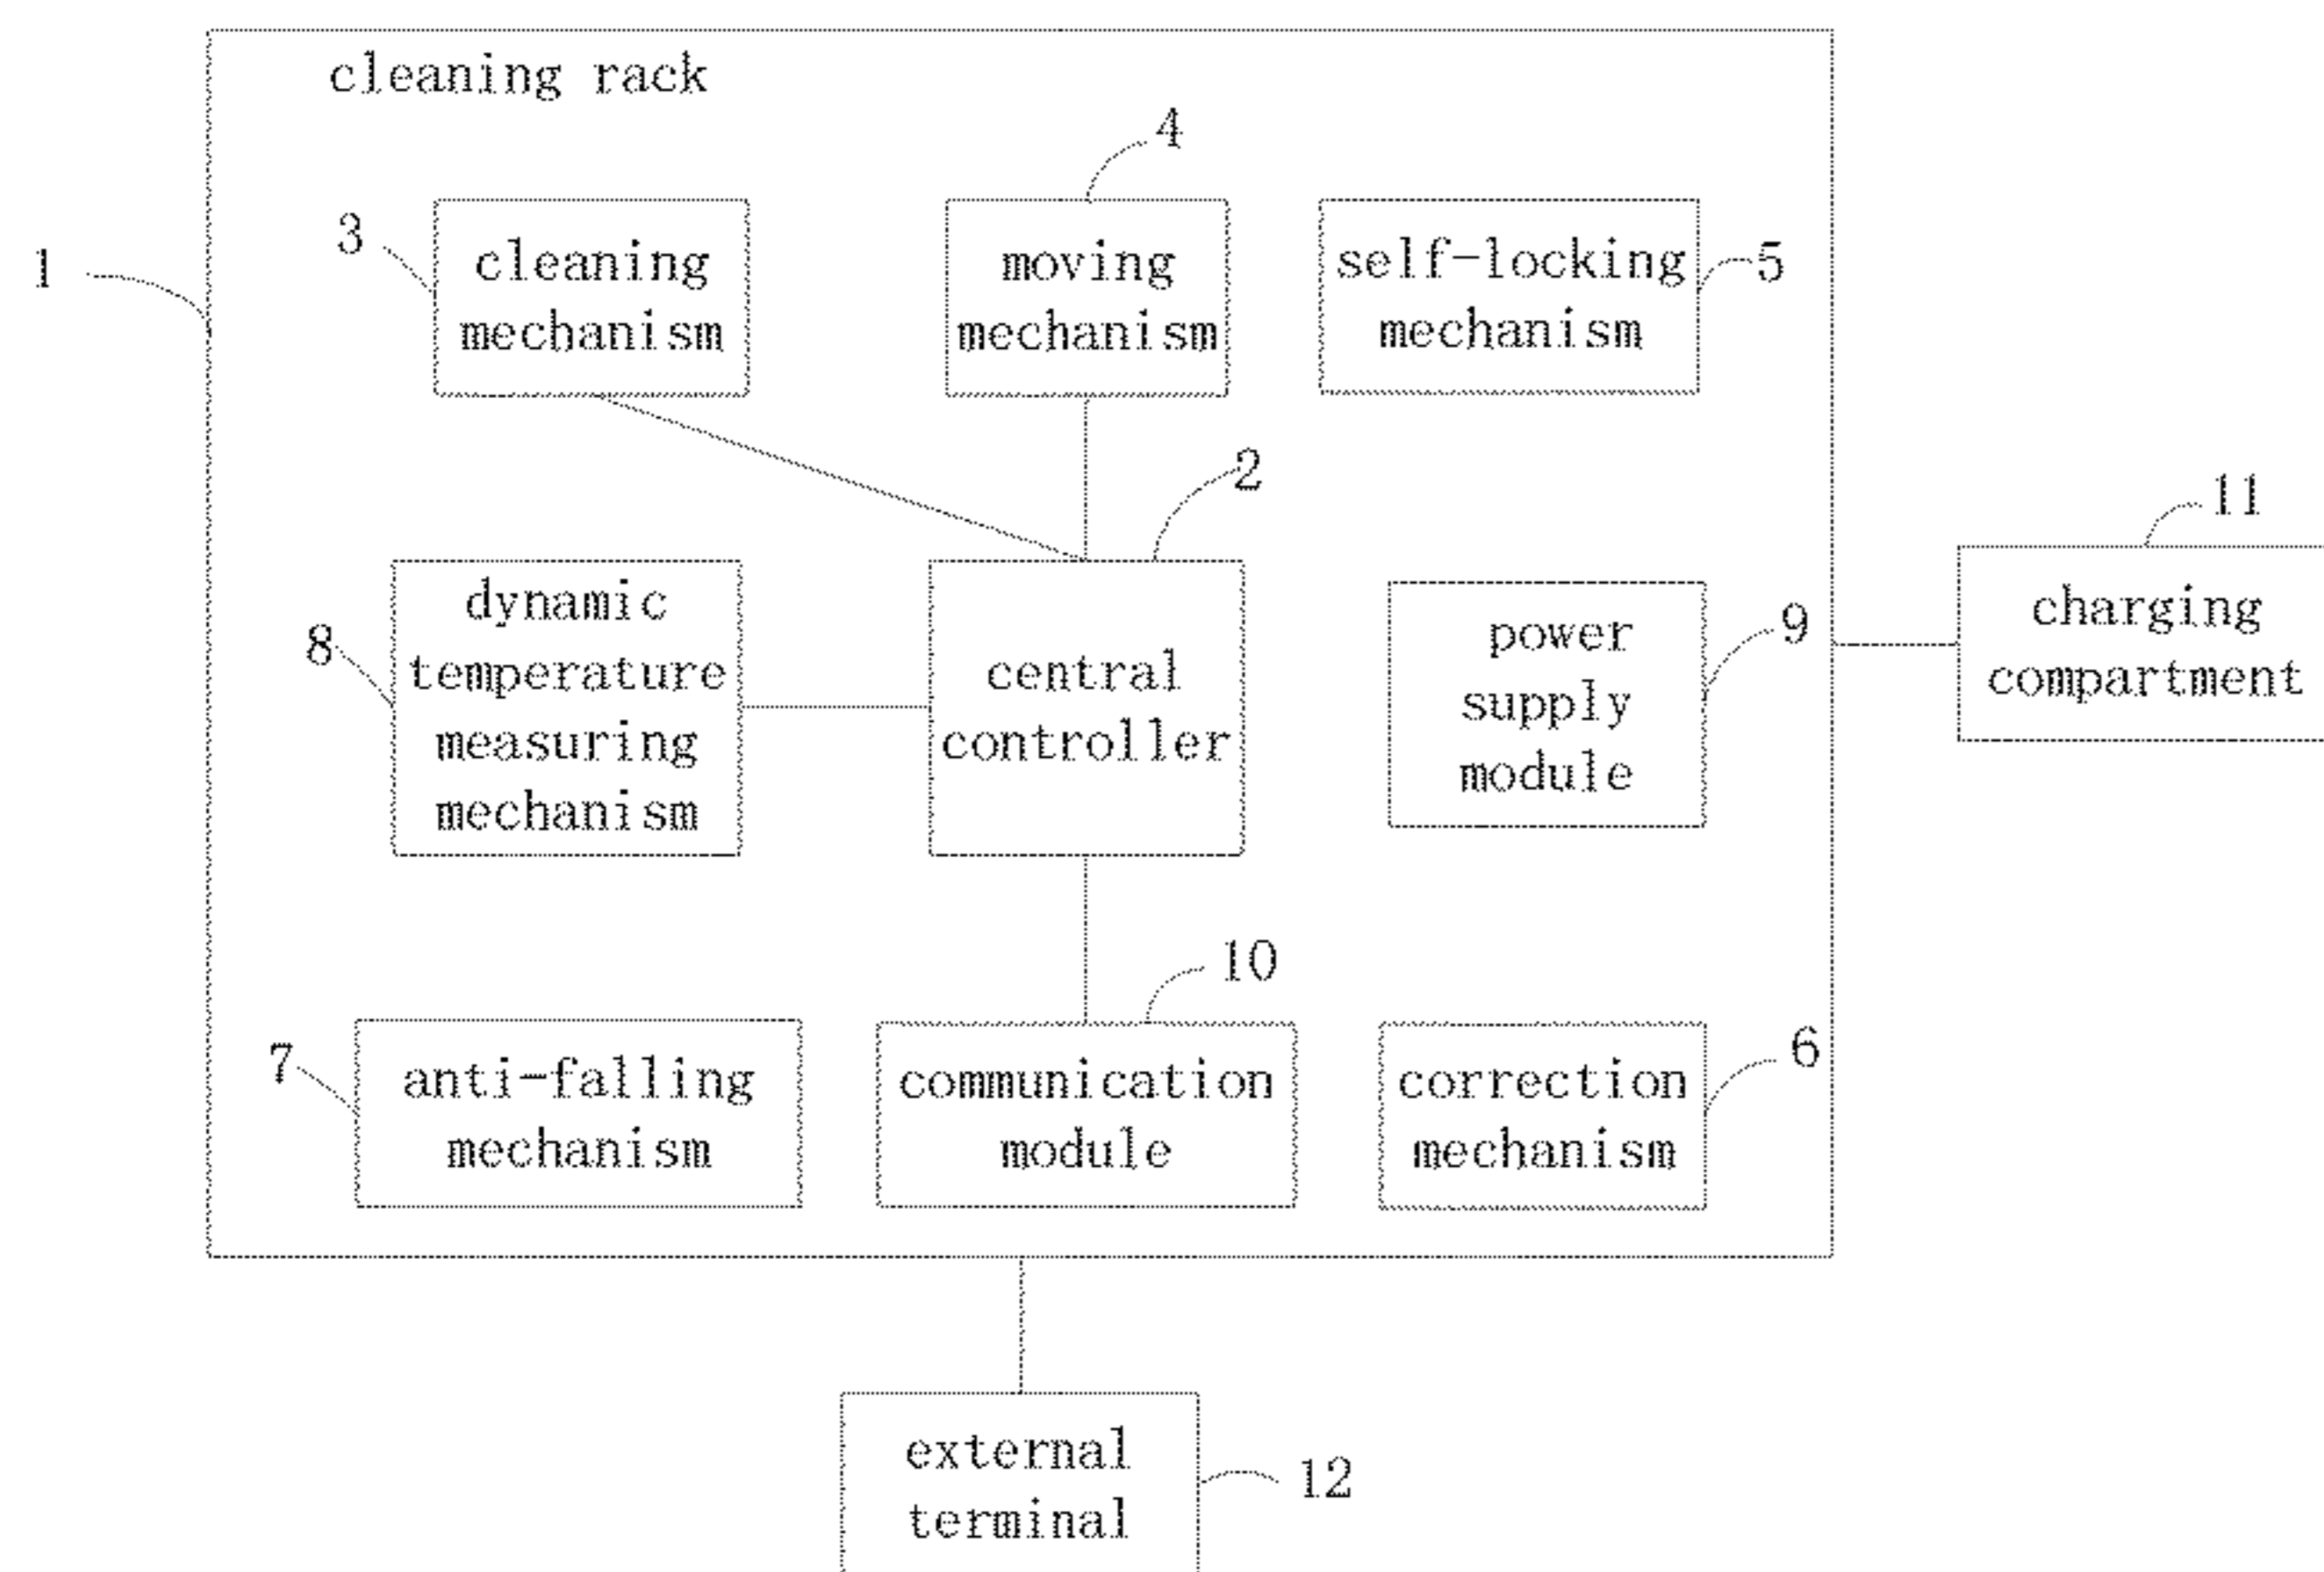 cleaning rack
4
3
cleaning
mechanism
moving
mechanism
self-locking
mechanism
5
1
2
11
8
dynamic
temperature
measuring
mechanism
central
controller
power
supply
module
9
charging
compartment
10
7
anti-falling
mechanism
communication
module
correction
mechanism
6
external
terminal
12